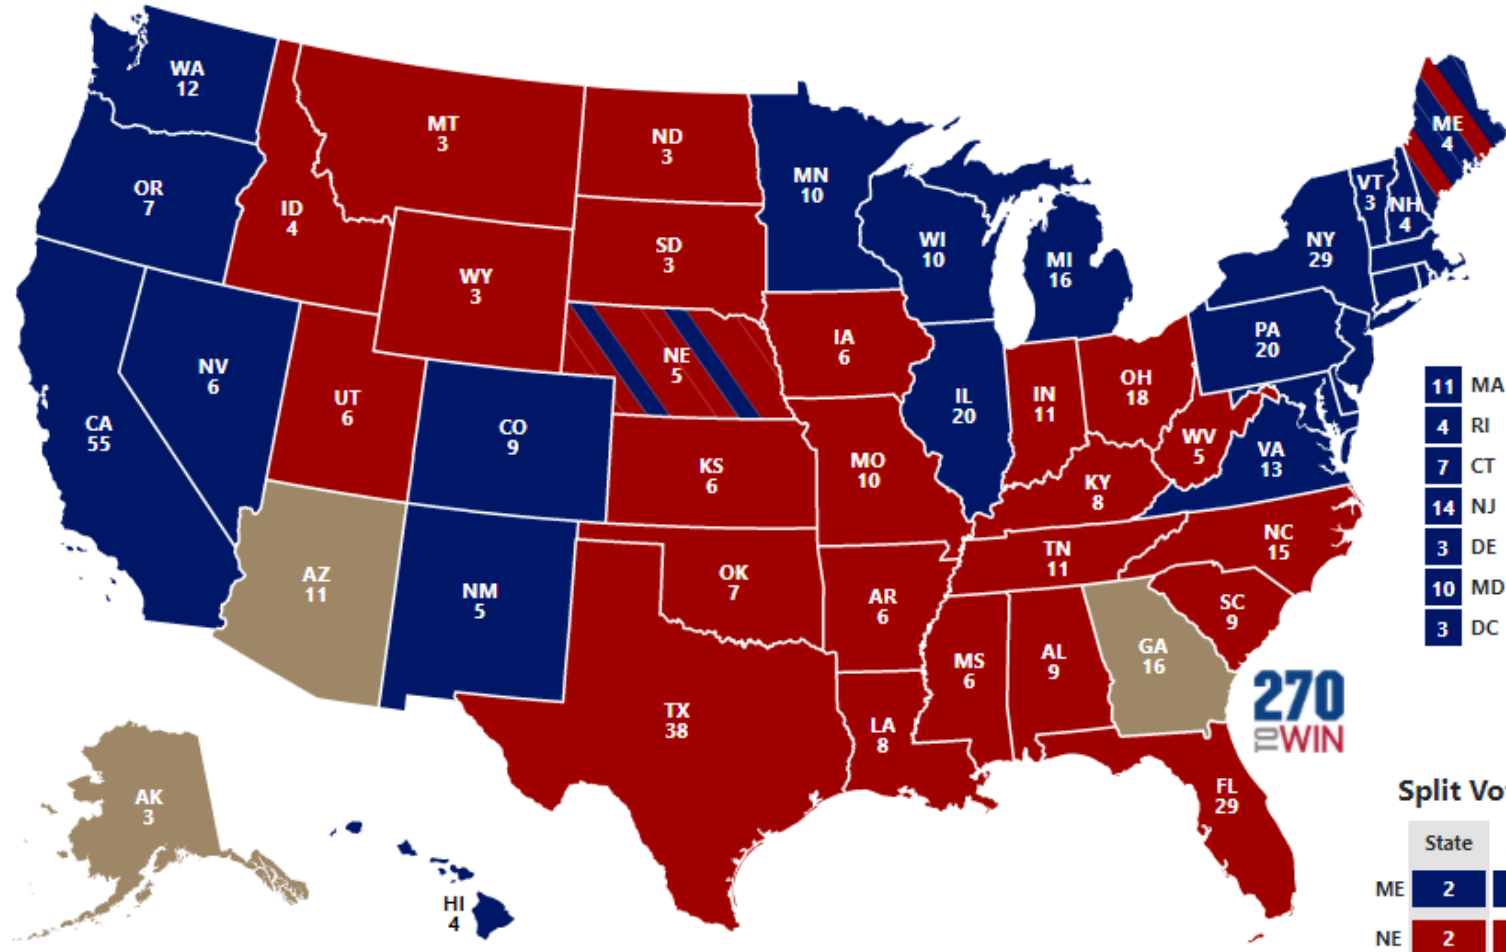 WA
12
OR
7
CA
55
NV
6
ID
4
MT
3
WY
3
UT
6
CO
9
AZ
11
NM
5
ND
3
SD
3
NE
5
KS
6
OK
7
TX
38
MN
10
IA
6
MO
10
AR
6
LA
8
WI
10
IL
20
MI
16
IN
11
OH
18
KY
8
TN
11
MS
6
AL
9
GA
16
FL
29
SC
9
NC
15
VA
13
WV
5
PA
20
NY
29
VT
3
NH
4
ME
4
AK
3
HI
4
11 MA
4 RI
7 CT
14 NJ
3 DE
10 MD
3 DC
270
TO WIN
Split Vo
State
ME 2
NE 2